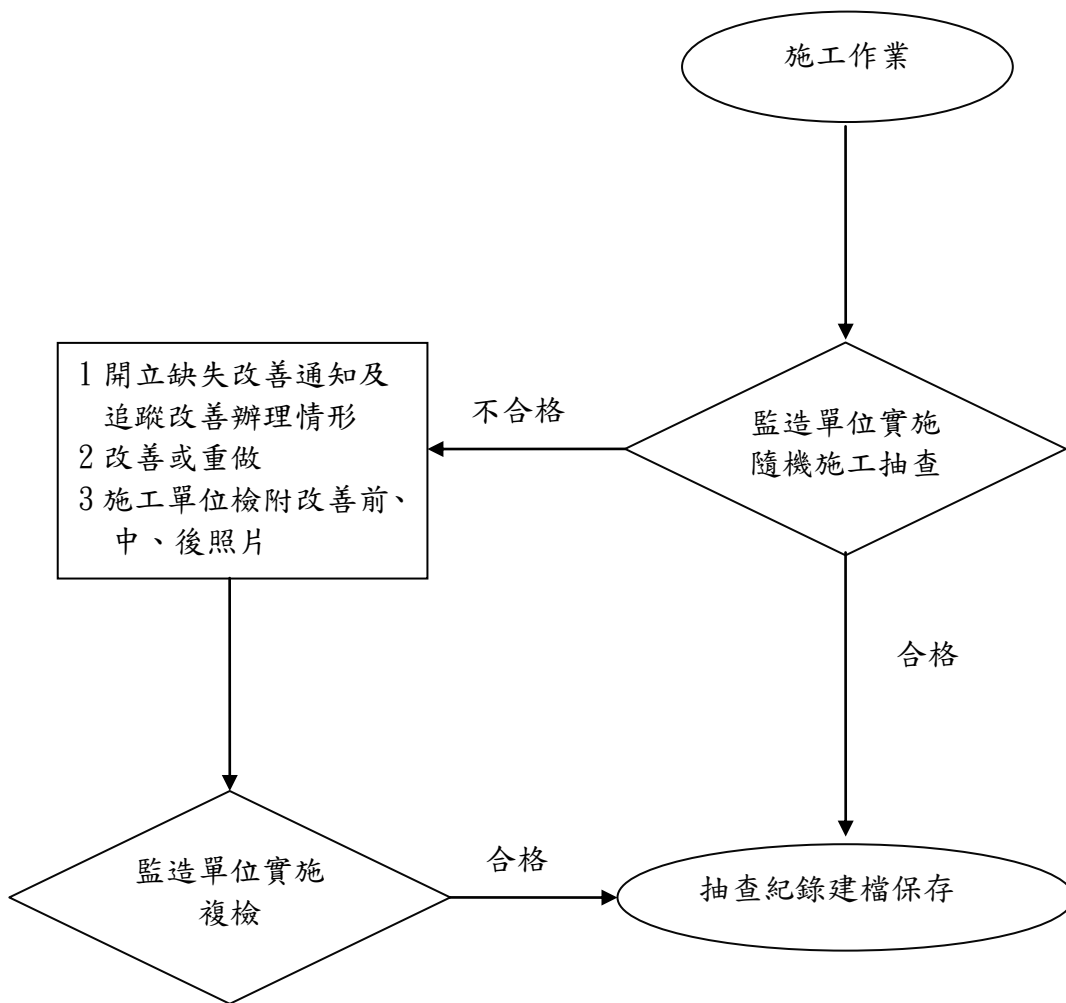 施工作業
監造單位實施
隨機施工抽查
不合格
1 開立缺失改善通知及
追蹤改善辦理情形
2 改善或重做
3 施工單位檢附改善前、
中、後照片
合格
監造單位實施
複檢
合格
抽查紀錄建檔保存